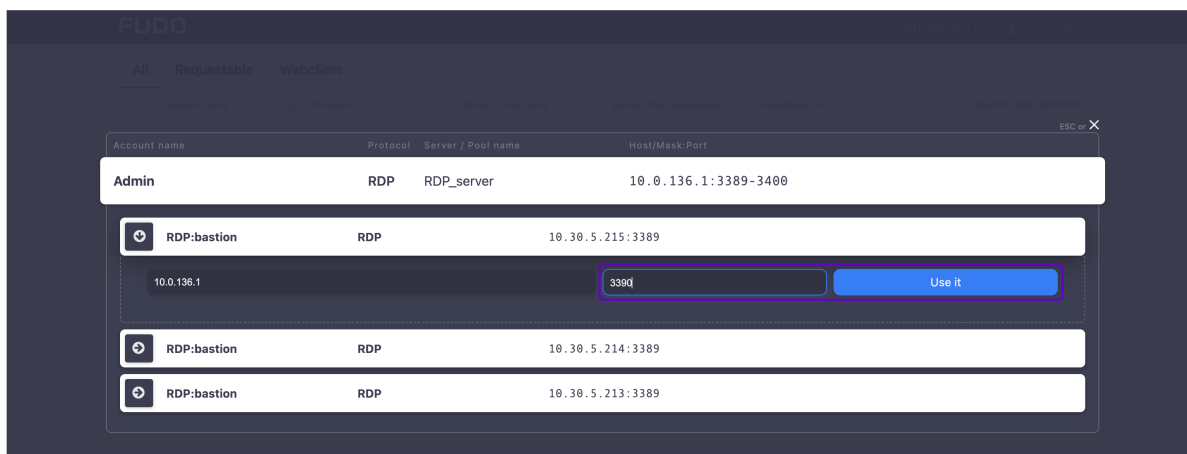 FUDO
All Requestable Webclient
ESC or X
Account name Protocol Server / Pool name Host/Mask:Port
Admin RDP RDP_server 10.0.136.1:3389-3400
RDP:bastion RDP 10.30.5.215:3389
10.0.136.1 3390 Use it
RDP:bastion RDP 10.30.5.214:3389
RDP:bastion RDP 10.30.5.213:3389